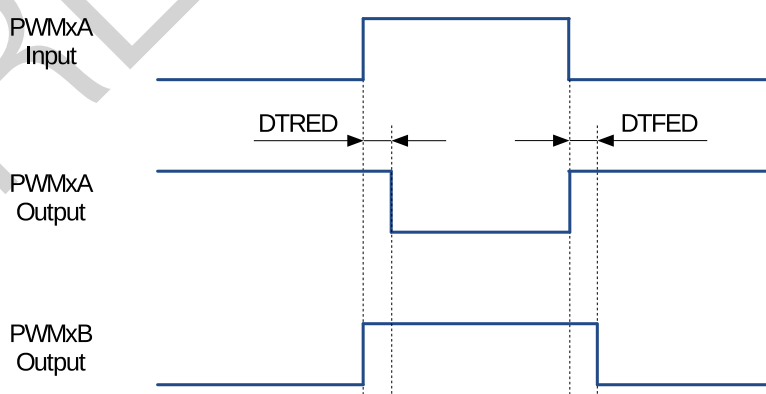 PWMxA
Input
DTRED
DTFED
PWMxA
Output
PWMxB
Output